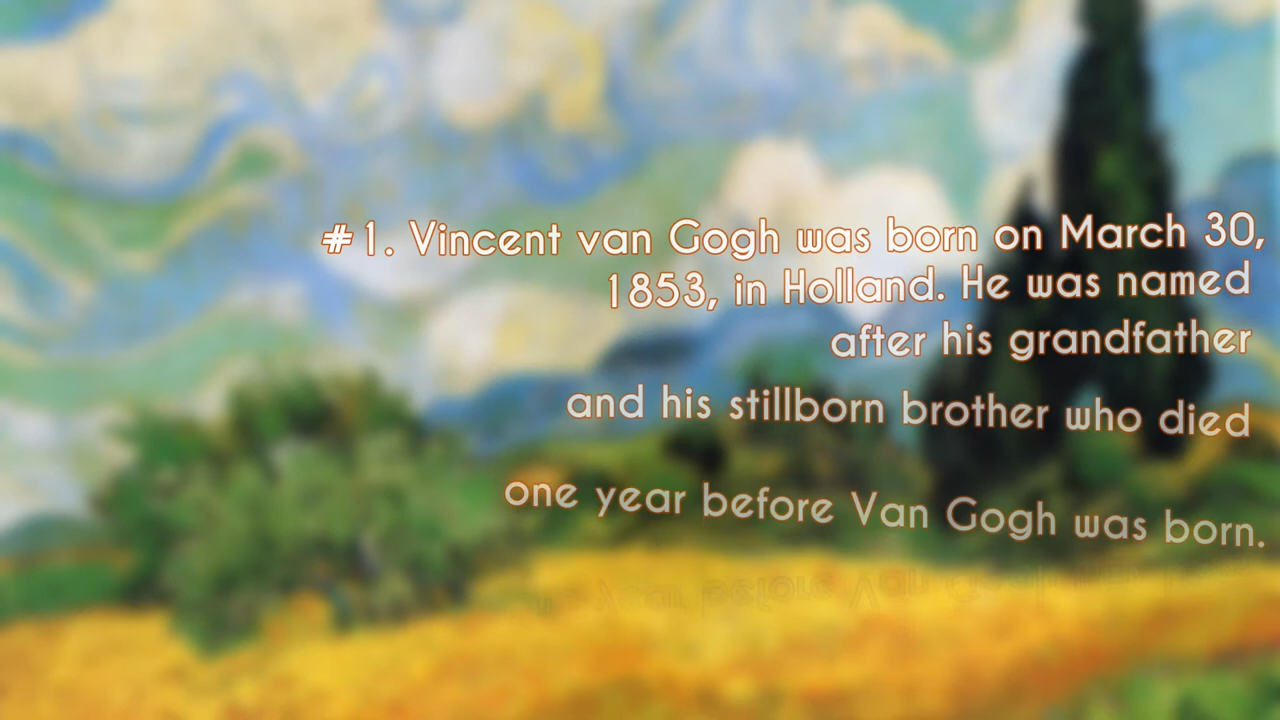 #1. Vincent van Gogh was born on March 30,
1853, in Holland. He was named
after his grandfather
and his stillborn brother who died
one year before Van Gogh was born.